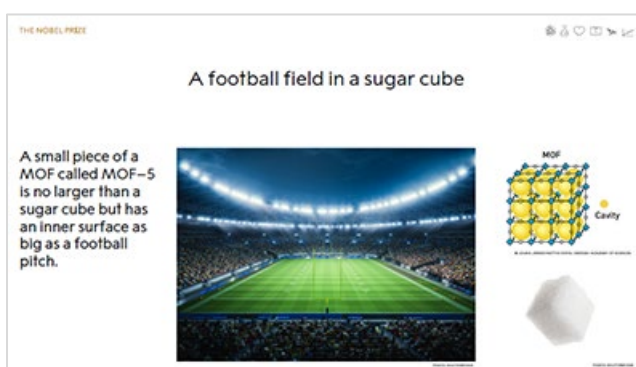 THE NOBEL PRIZE
A football field in a sugar cube
A small piece of a
MOF called MOF–5
is no larger than a
sugar cube but has
an inner surface as
big as a football
pitch.
MOF
Cavity